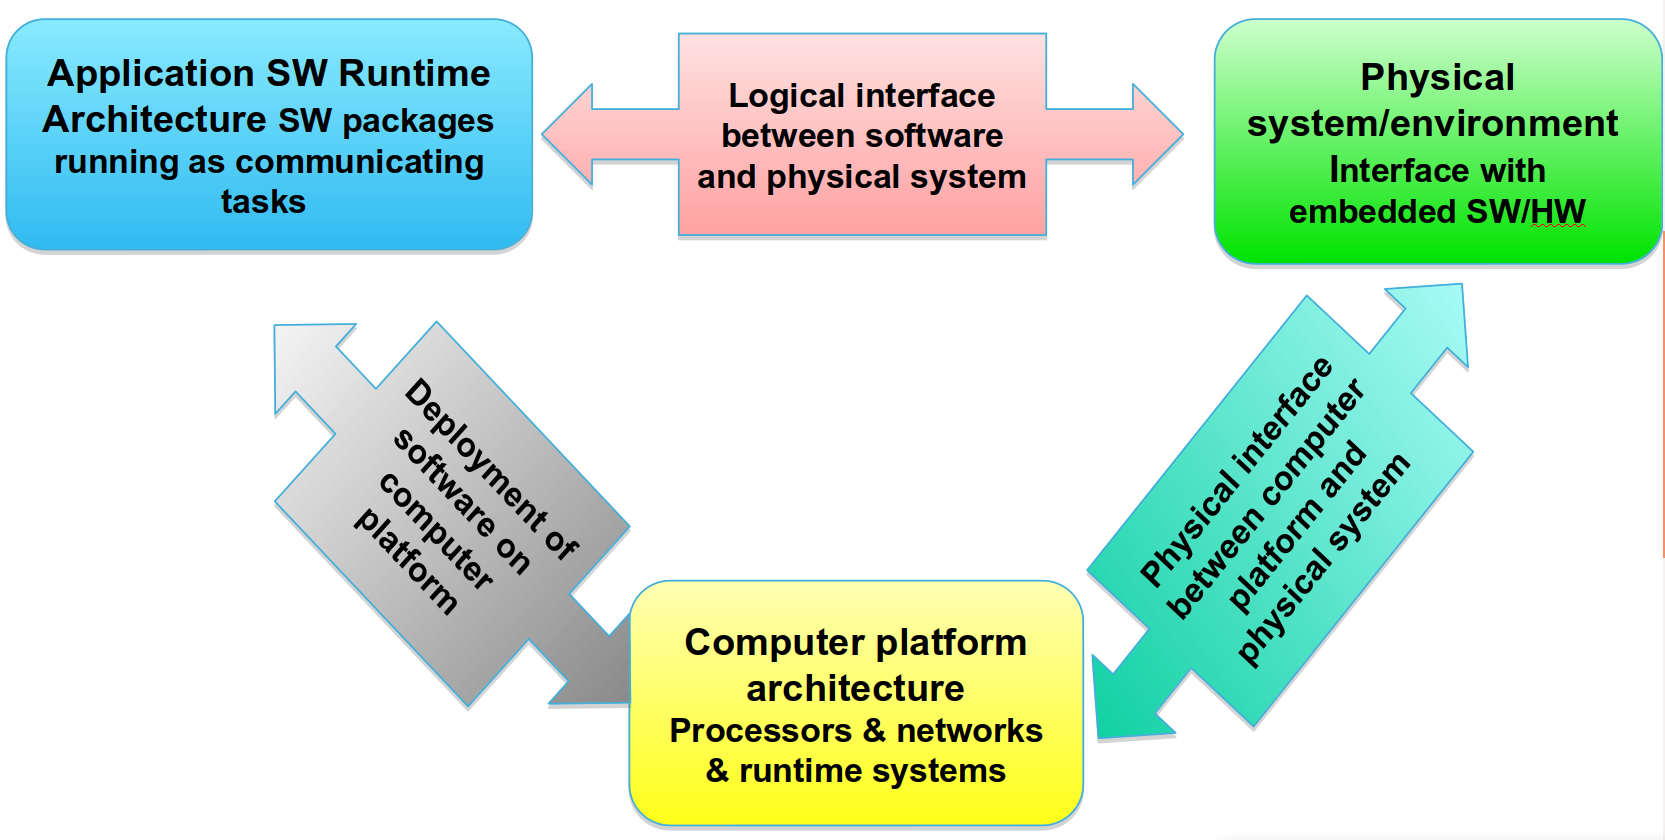 Application SW Runtime
Architecture SW packages
running as communicating
tasks
Logical interface
between software
and physical system
Physical
system/environment
Interface with
embedded SW/HW
Deployment of
software on
computer
platform
Physical interface
between computer
platform and
physical system
Computer platform
architecture
Processors & networks
& runtime systems